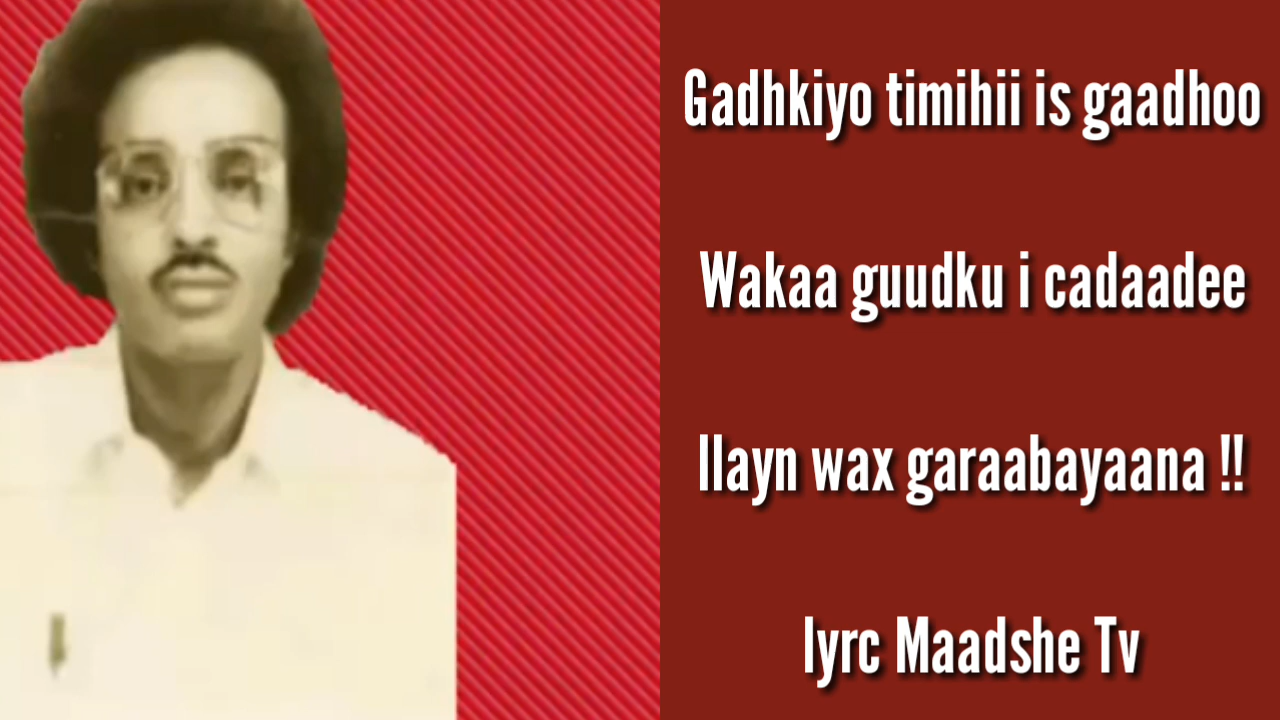 Gadhkiyo timihii is gaadhoo
Wakaa guudku i cadaadee
Ilayn wax garaabayaana !!
lyrc Maadshe Tv